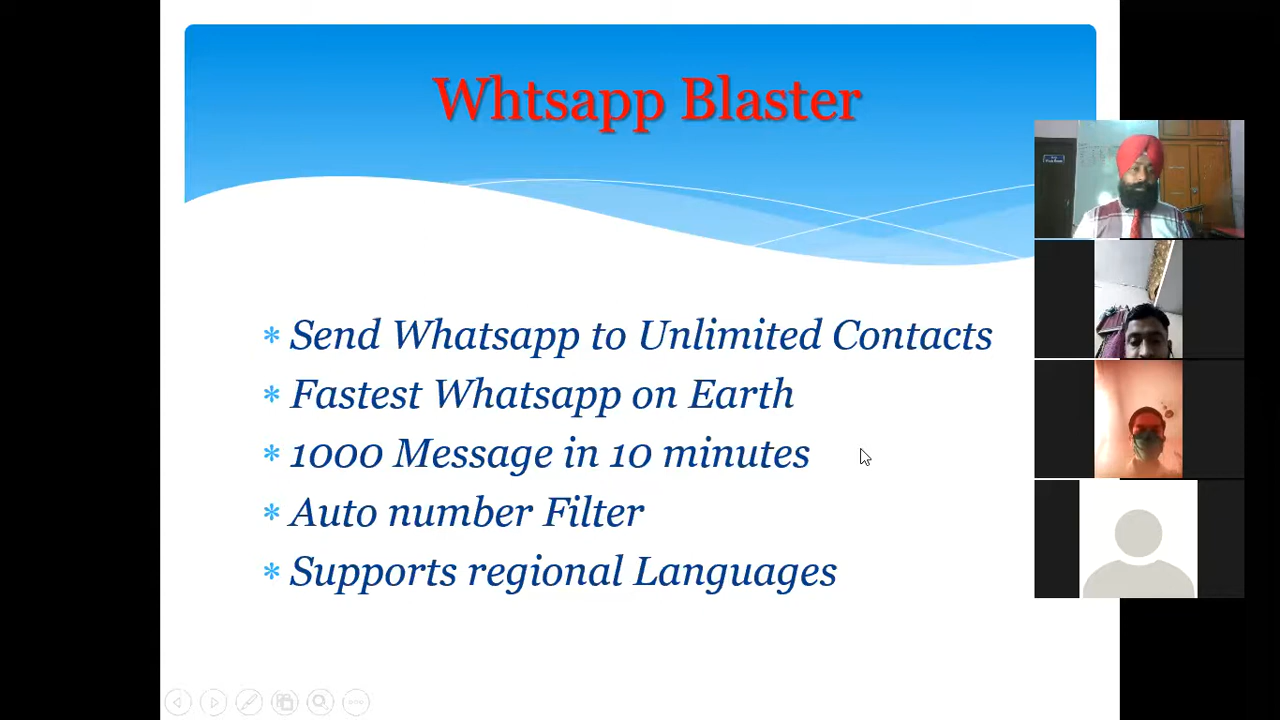 Whtsapp Blaster
* Send Whatsapp to Unlimited Contacts
* Fastest Whatsapp on Earth
* 1000 Message in 10 minutes
* Auto number Filter
* Supports regional Languages